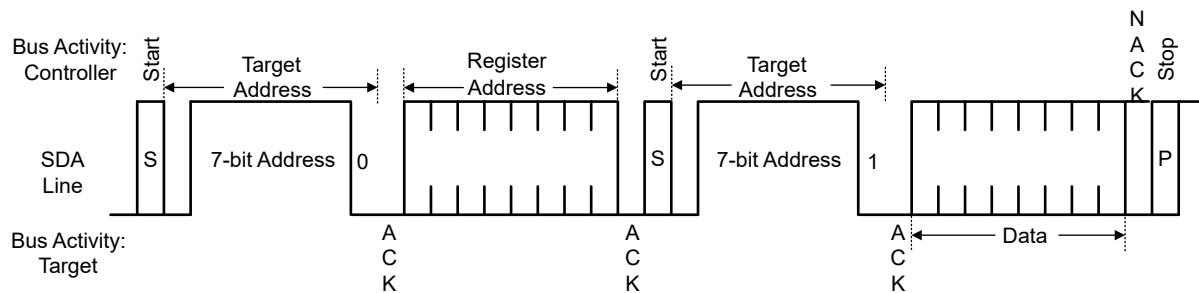 Bus Activity:
Controller
Start
Target
Address
Register
Address
Start
Target
Address
N
A
C
K
Stop
SDA
Line
S
7-bit Address
0
S
7-bit Address
1
P
Bus Activity:
Target
A
C
K
A
C
K
A
C
K
Data